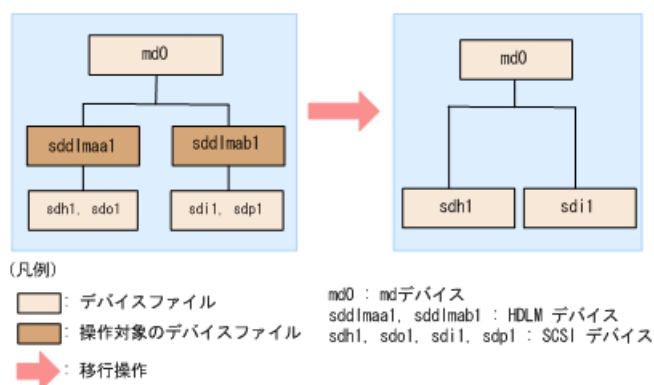 md0
sddlmaa1
sddlmab1
sdh1, sdo1
sdi1, sdp1
md0
sdh1
sdi1
(凡例)
: デバイスファイル
: 操作対象のデバイスファイル
: 移行操作
md0 : mdデバイス
sddlmaa1, sddlmab1 : HDLM デバイス
sdh1, sdo1, sdi1, sdp1 : SCSI デバイス